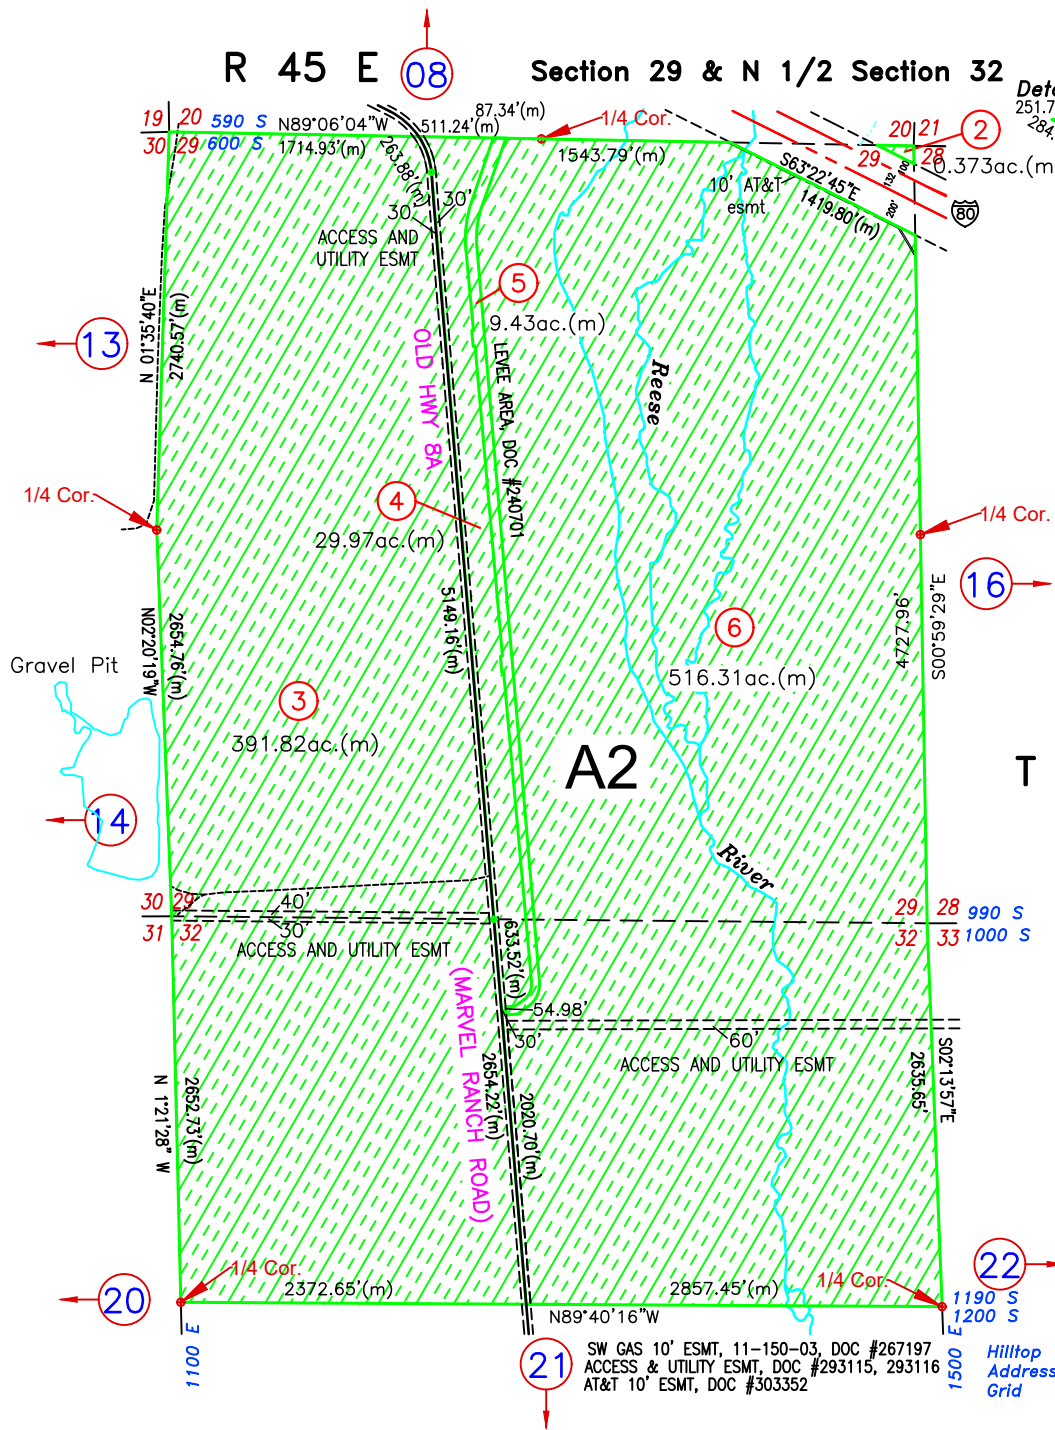 08
R 45 E
Section 29 & N 1/2 Section 32
251.7
284.
19 20
30 29
590 S
600 S
N89°06'04"W
1714.93'(m)
511.24'(m)
87.34'(m)
1/4 Cor.
1543.79'(m)
20 21
29 28
2
0.373ac.(m
263.88'(m)
30' 30'
ACCESS AND
UTILITY ESMT
10' AT&T
esmt
S63°22'45"E
1419.80'(m)
132
100
200'
80
5
9.43ac.(m)
13
N 01°35'40"E
2740.57'(m)
OLD HWY 8A
LEVEE AREA, DOC #240701
Reese
1/4 Cor.
4
29.97ac.(m)
1/4 Cor.
16
5149.16'(m)
N02°20'19"W
2654.76'(m)
Gravel Pit
6
516.31ac.(m)
4727.96'
S00°59'29"E
3
391.82ac.(m)
A2
T
14
River
30 29
31 32
40'
30'
ACCESS AND UTILITY ESMT
29 28
32 33
990 S
1000 S
633.52'(m)
54.98'
30'
60'
ACCESS AND UTILITY ESMT
(MARVEL RANCH ROAD)
2654.22'(m)
2020.70'(m)
N 1°21'28" W
2652.73'(m)
2635.65'
S02°13'57"E
1/4 Cor.
2372.65'(m)
2857.45'(m)
1/4 Cor.
22
20
N89°40'16"W
1190 S
1200 S
1100 E
1500 E
21
SW GAS 10' ESMT, 11-150-03, DOC #267197
ACCESS & UTILITY ESMT, DOC #293115, 293116
AT&T 10' ESMT, DOC #303352
Hilltop
Address
Grid